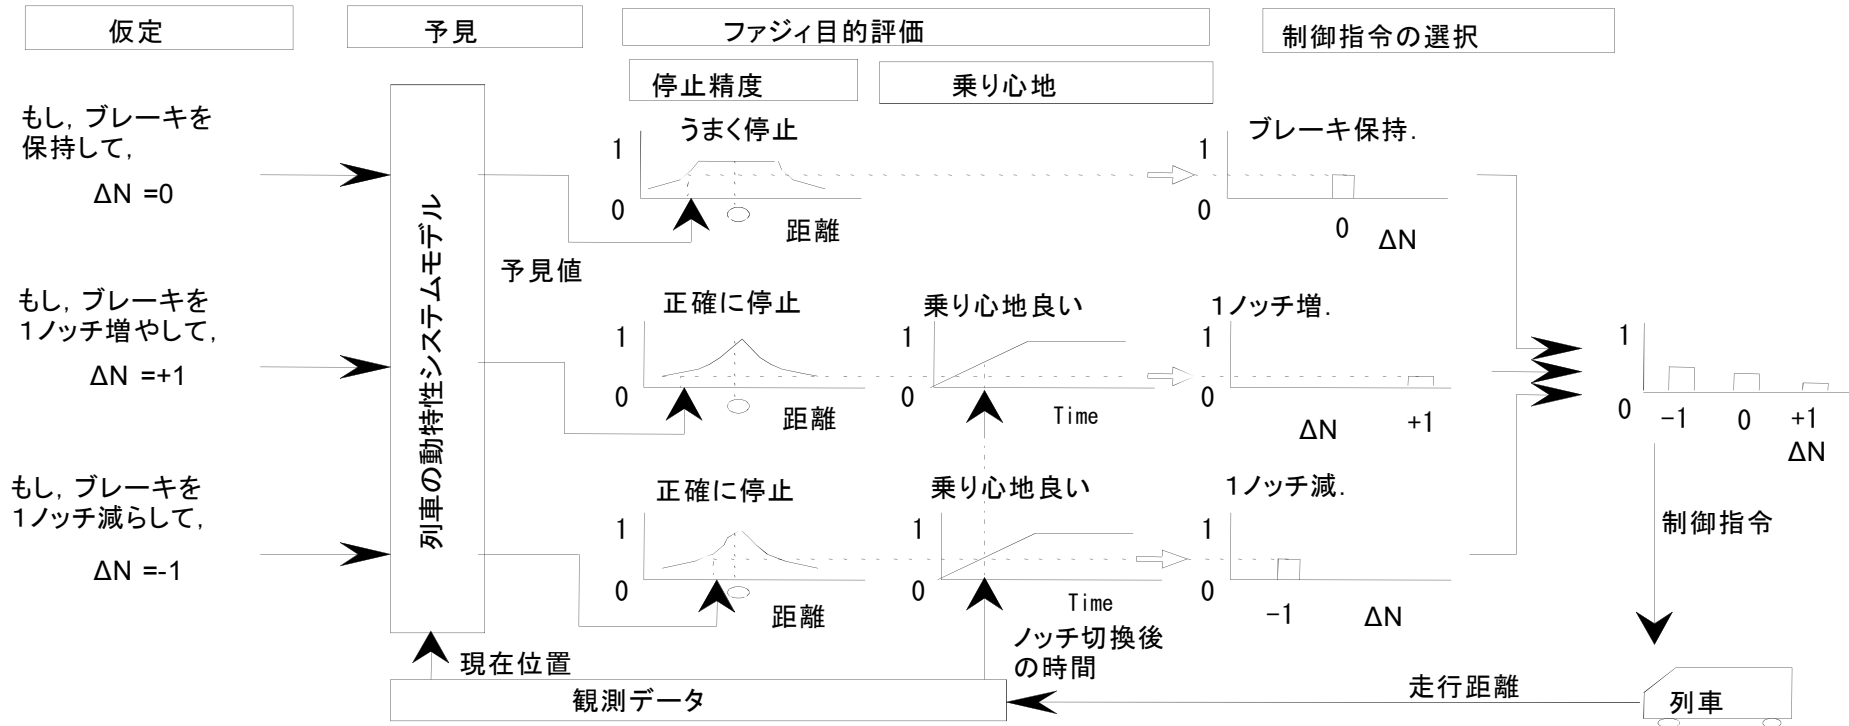 仮定
予見
ファジィ目的評価
制御指令の選択
停止精度
乗り心地
もし, ブレーキを
保持して,
ΔN =0
うまく停止
1
0
距離
ブレーキ保持.
1
0
0
ΔN
列車の動特性システムモデル
予見値
もし, ブレーキを
1ノッチ増やして,
ΔN =+1
正確に停止
1
0
距離
乗り心地良い
1
0
Time
1ノッチ増.
1
0
ΔN
+1
1
0
-1
0
+1
ΔN
もし, ブレーキを
1ノッチ減らして,
ΔN =-1
正確に停止
1
0
距離
乗り心地良い
1
0
Time
1ノッチ減.
1
0
-1
ΔN
制御指令
現在位置
ノッチ切換後
の時間
観測データ
走行距離
列車